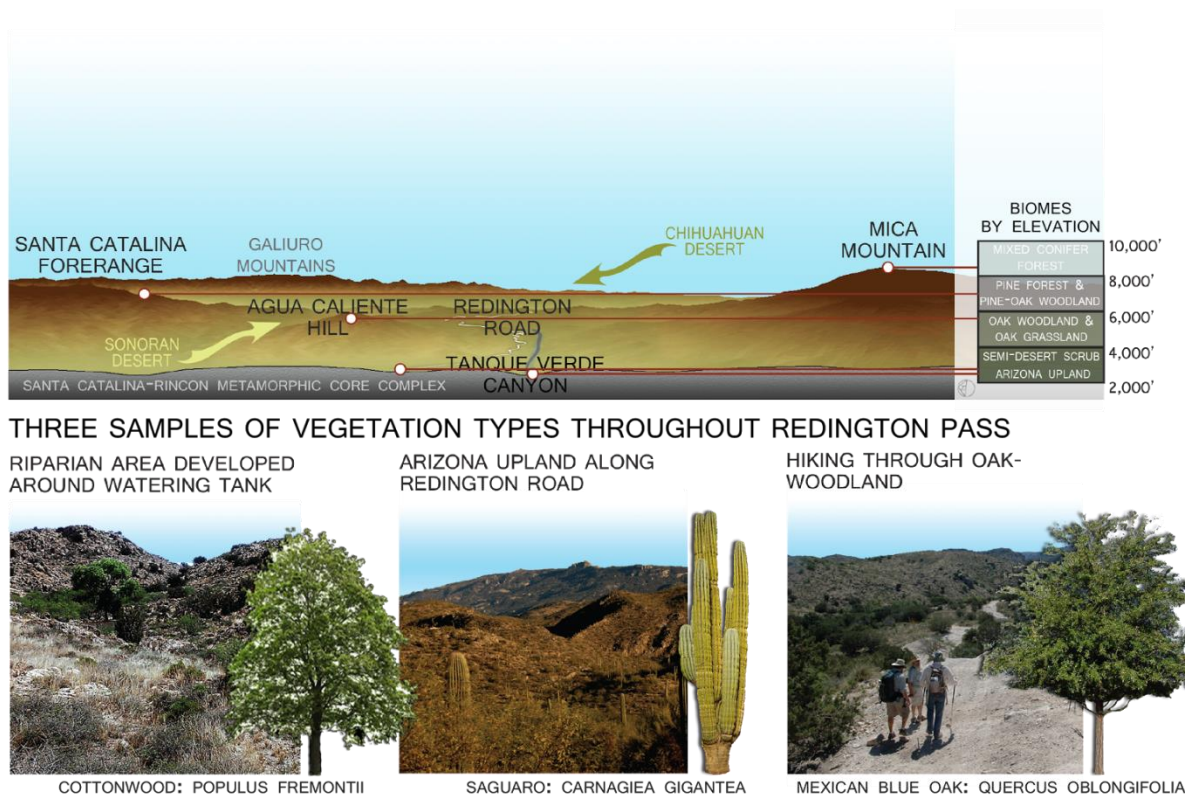 SANTA CATALINA
FORERANGE
GALIURO
MOUNTAINS
CHIHUAHUAN
DESERT
MICA
MOUNTAIN
BIOMES
BY ELEVATION
10,000'
MIXED CONIFER
FOREST
8,000'
PINE FOREST &
PINE-OAK WOODLAND
AGUA CALIENTE
HILL
REDINGTON
ROAD
6,000'
OAK WOODLAND &
OAK GRASSLAND
SONORAN
DESERT
4,000'
TANQUE VERDE
CANYON
SEMI-DESERT SCRUB
ARIZONA UPLAND
2,000'
SANTA CATALINA-RINCON METAMORPHIC CORE COMPLEX
THREE SAMPLES OF VEGETATION TYPES THROUGHOUT REDINGTON PASS
RIPARIAN AREA DEVELOPED
AROUND WATERING TANK
ARIZONA UPLAND ALONG
REDINGTON ROAD
HIKING THROUGH OAK-
WOODLAND
COTTONWOOD: POPULUS FREMONTII
SAGUARO: CARNAGIEA GIGANTEA
MEXICAN BLUE OAK: QUERCUS OBLONGIFOLIA